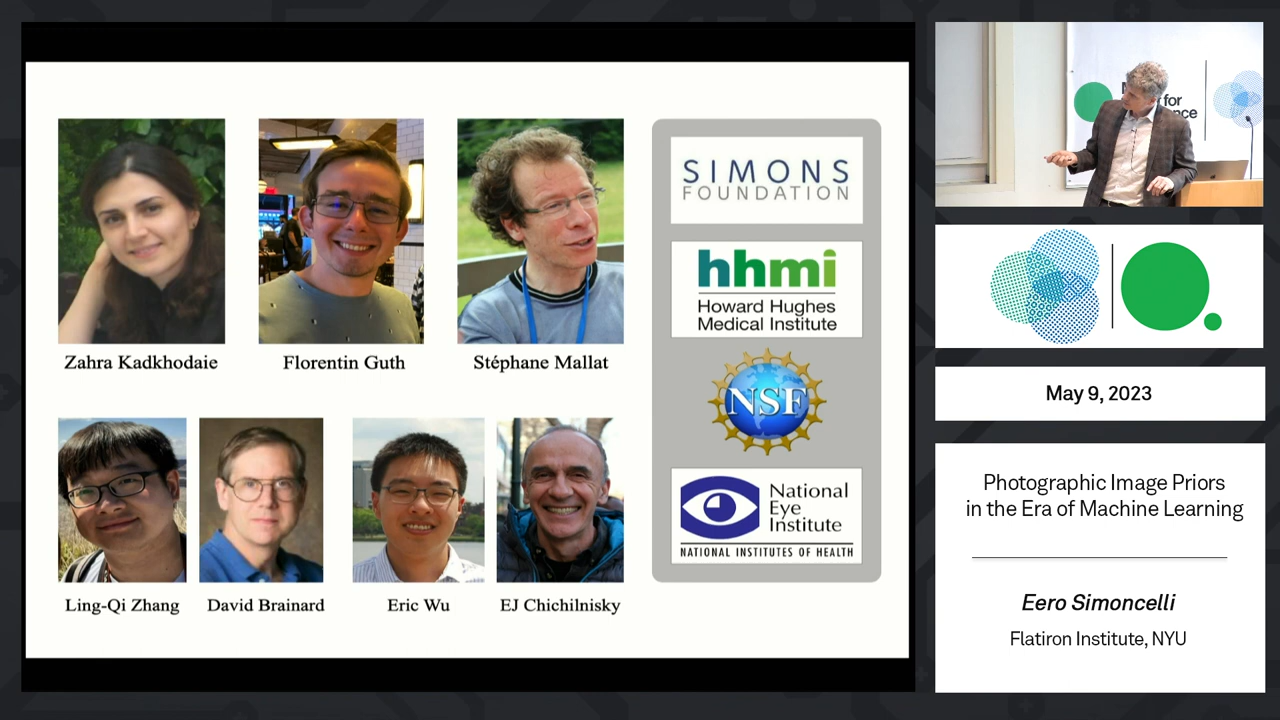 Zahra Kadkhodaie
Florentin Guth
Stéphane Mallat
Ling-Qi Zhang
David Brainard
Eric Wu
EJ Chichilnisky
SIMONS
FOUNDATION
hhmi
Howard Hughes
Medical Institute
NSF
National
Eye
Institute
NATIONAL INSTITUTES OF HEALTH
for
May 9, 2023
Photographic Image Priors
in the Era of Machine Learning
Eero Simoncelli
Flatiron Institute, NYU